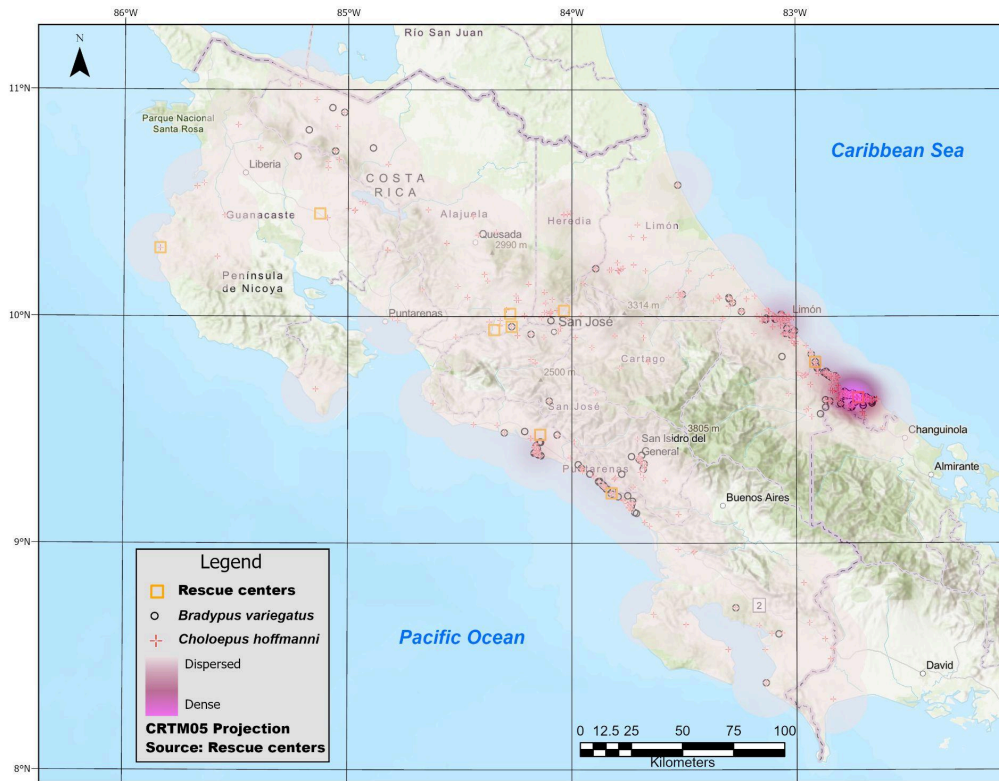 86°W
85°W
84°W
83°W
N
Río San Juan
11°N
Parque Nacional
Santa Rosa
Caribbean Sea
Liberia
COSTA
RICA
Guanacaste
Alajuela
Heredia
Limón
Quesada
2990 m
Península
de Nicoya
10°N
Puntarenas
San José
3314 m
Limón
Cartago
2500 m
San José
3805 m
San Isidro del
General
Changuinola
Puntarenas
Almirante
Buenos Aires
9°N
2
Pacific Ocean
David
8°N
Legend
Rescue centers
Bradypus variegatus
Choloepus hoffmanni
Dispersed
Dense
CRTM05 Projection
Source: Rescue centers
0 12.5 25 50 75 100
Kilometers